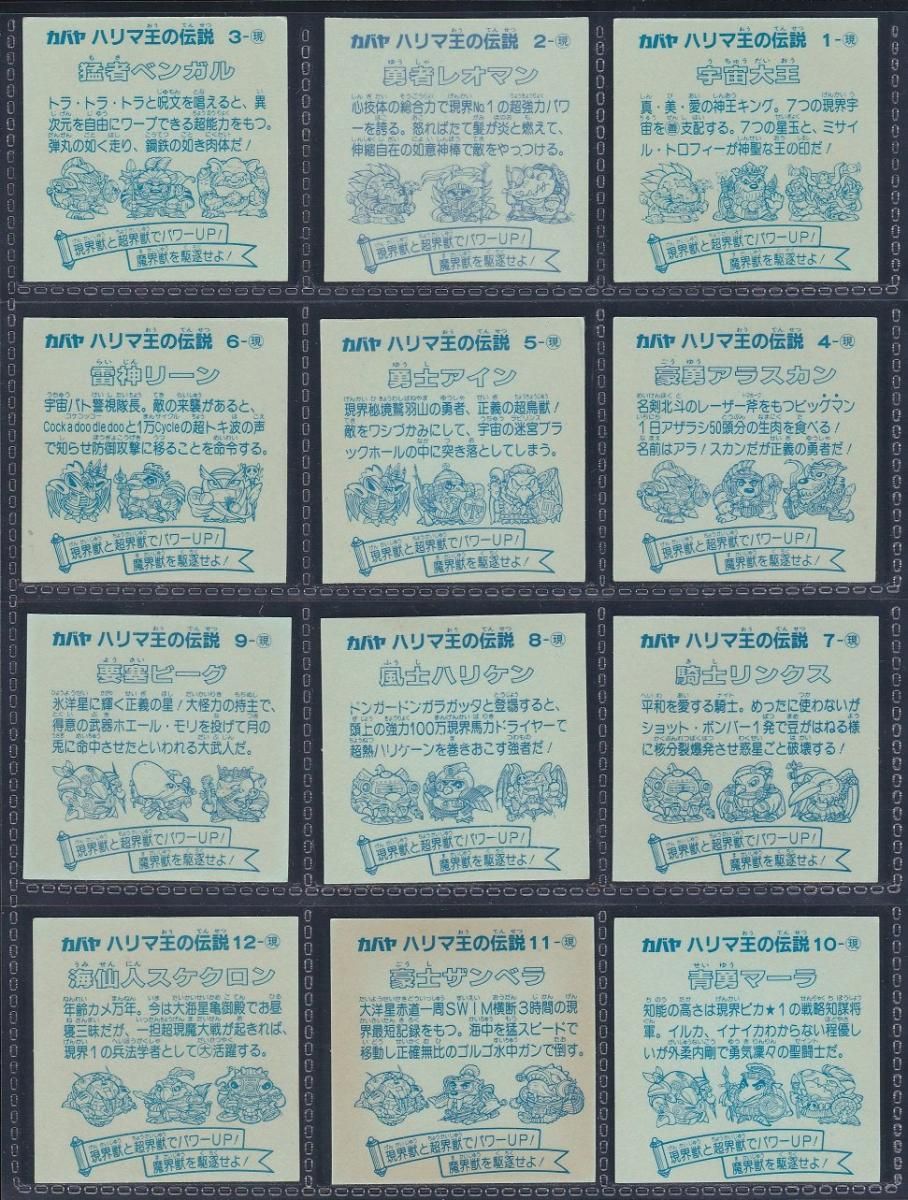 カバヤ ハリマ王の伝説 3-現
猛者ベンガル
トラ・トラ・トラと呪文を唱えると、異
次元を自由にワープできる超能力をもつ。
弾丸の如く走り、鋼鉄の如き肉体だ!
現界獣と超界獣でパワーUP!
魔界獣を駆逐せよ!
カバヤ ハリマ王の伝説 2-現
勇者レオマン
心技体の総合力で現界No.1の超強力パワ
ーを誇る。怒ればたて髪が炎と燃えて、
伸縮自在の如意神棒で敵をやっつける。
現界獣と超界獣でパワーUP!
魔界獣を駆逐せよ!
カバヤ ハリマ王の伝説 1-現
宇宙大王
真・美・愛の神王キング。7つの現界宇
宙を善支配する。7つの星玉と、ミサイ
ル・トロフィーが神聖な王の印だ!
現界獣と超界獣でパワーUP!
魔界獣を駆逐せよ!
カバヤ ハリマ王の伝説 6-現
雷神リーン
宇宙パト警視隊長。敵の来襲があると、
Cock a doodle dooと1万Cycleの超トキ波の声
で知らせ防御攻撃に移ることを命令する。
現界獣と超界獣でパワーUP!
魔界獣を駆逐せよ!
カバヤ ハリマ王の伝説 5-現
勇士アイン
現界秘境鷲羽山の勇者、正義の超鳥獣!
敵をワシづかみにして、宇宙の迷宮ブラ
ックホールの中に突き落としてしまう。
現界獣と超界獣でパワーUP!
魔界獣を駆逐せよ!
カバヤ ハリマ王の伝説 4-現
豪勇アラスカン
名剣北斗のレーザー斧をもつビッグマン
1日アザラシ50頭分の生肉を食べる!
名前はアラ!スカンだが正義の勇者だ!
現界獣と超界獣でパワーUP!
魔界獣を駆逐せよ!
カバヤ ハリマ王の伝説 9-現
要塞ビーグ
氷洋星に輝く正義の星!大怪力の持主で、
得意の武器ホエール・モリを投げて月の
兎に命中させたといわれる大武人だ。
現界獣と超界獣でパワーUP!
魔界獣を駆逐せよ!
カバヤ ハリマ王の伝説 8-現
風士ハリケン
ドンガードンガラガッタと登場すると、
頭上の強力100万現界馬力ドライヤーで
超熱ハリケーンを巻きおこす強者だ!
現界獣と超界獣でパワーUP!
魔界獣を駆逐せよ!
カバヤ ハリマ王の伝説 7-現
騎士リンクス
平和を愛する騎士。めったに使わないが
ショット・ボンバー1発で豆がはねる様
に核分裂爆発させ惑星ごと破壊する!
現界獣と超界獣でパワーUP!
魔界獣を駆逐せよ!
カバヤ ハリマ王の伝説12-現
海仙人スケクロン
年齢カメ万年。今は大海星亀御殿でお昼
寝三昧だが、一担超現魔大戦が起きれば、
現界1の兵法学者として大活躍する。
現界獣と超界獣でパワーUP!
魔界獣を駆逐せよ!
カバヤ ハリマ王の伝説11-現
豪士ザンベラ
大洋星赤道一周SWIM横断3時間の現
界最短記録をもつ。海中を猛スピードで
移動し正確無比のゴルゴ水中ガンで倒す。
現界獣と超界獣でパワーUP!
魔界獣を駆逐せよ!
カバヤ ハリマ王の伝説10-現
青勇マーラ
知能の高さは現界ピカ★1の戦略知謀将
軍。イルカ、イナイカわからない程優し
いが外柔内剛で勇気凛々の聖闘士だ。
現界獣と超界獣でパワーUP!
魔界獣を駆逐せよ!